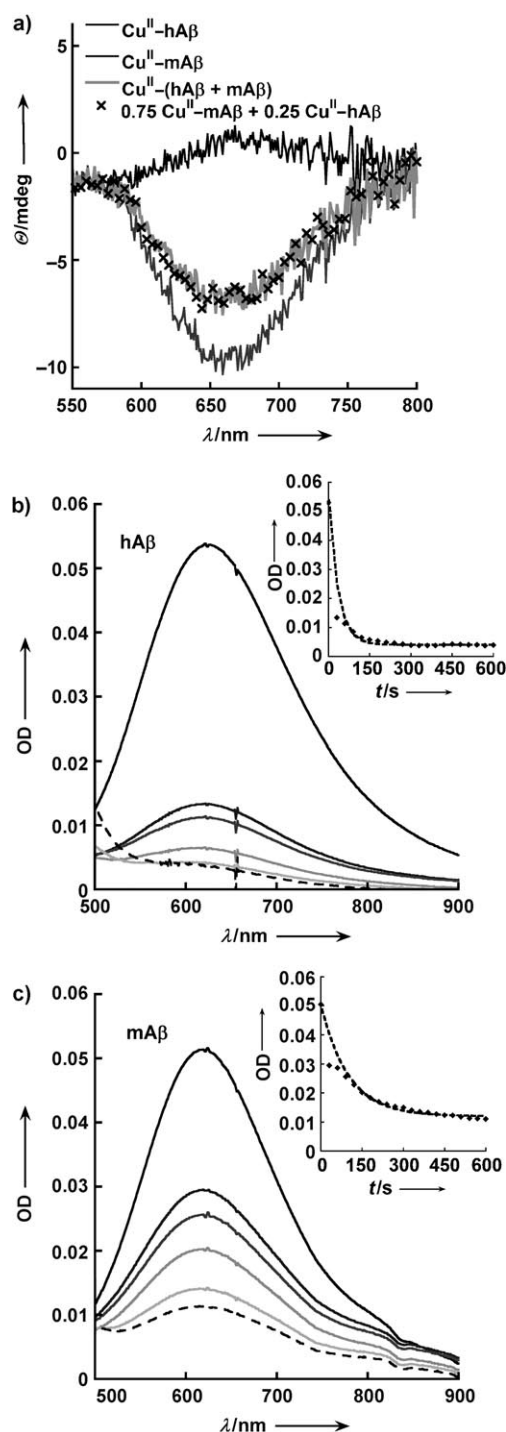 a)
Cu^II–hAβ
Cu^II–mAβ
Cu^II–(hAβ + mAβ)
× 0.75 Cu^II–mAβ + 0.25 Cu^II–hAβ
Θ/mdeg
0
−5
−10
550 600 650 700 750 800
λ/nm
b)
hAβ
OD
0.06
0.05
0.04
0.03
0.02
0.01
0
500 600 700 800 900
λ/nm
OD
0.06
0.05
0.04
0.03
0.02
0.01
0
0 150 300 450 600
t/s
c)
mAβ
OD
0.06
0.05
0.04
0.03
0.02
0.01
0
500 600 700 800 900
λ/nm
OD
0.06
0.05
0.04
0.03
0.02
0.01
0
0 150 300 450 600
t/s